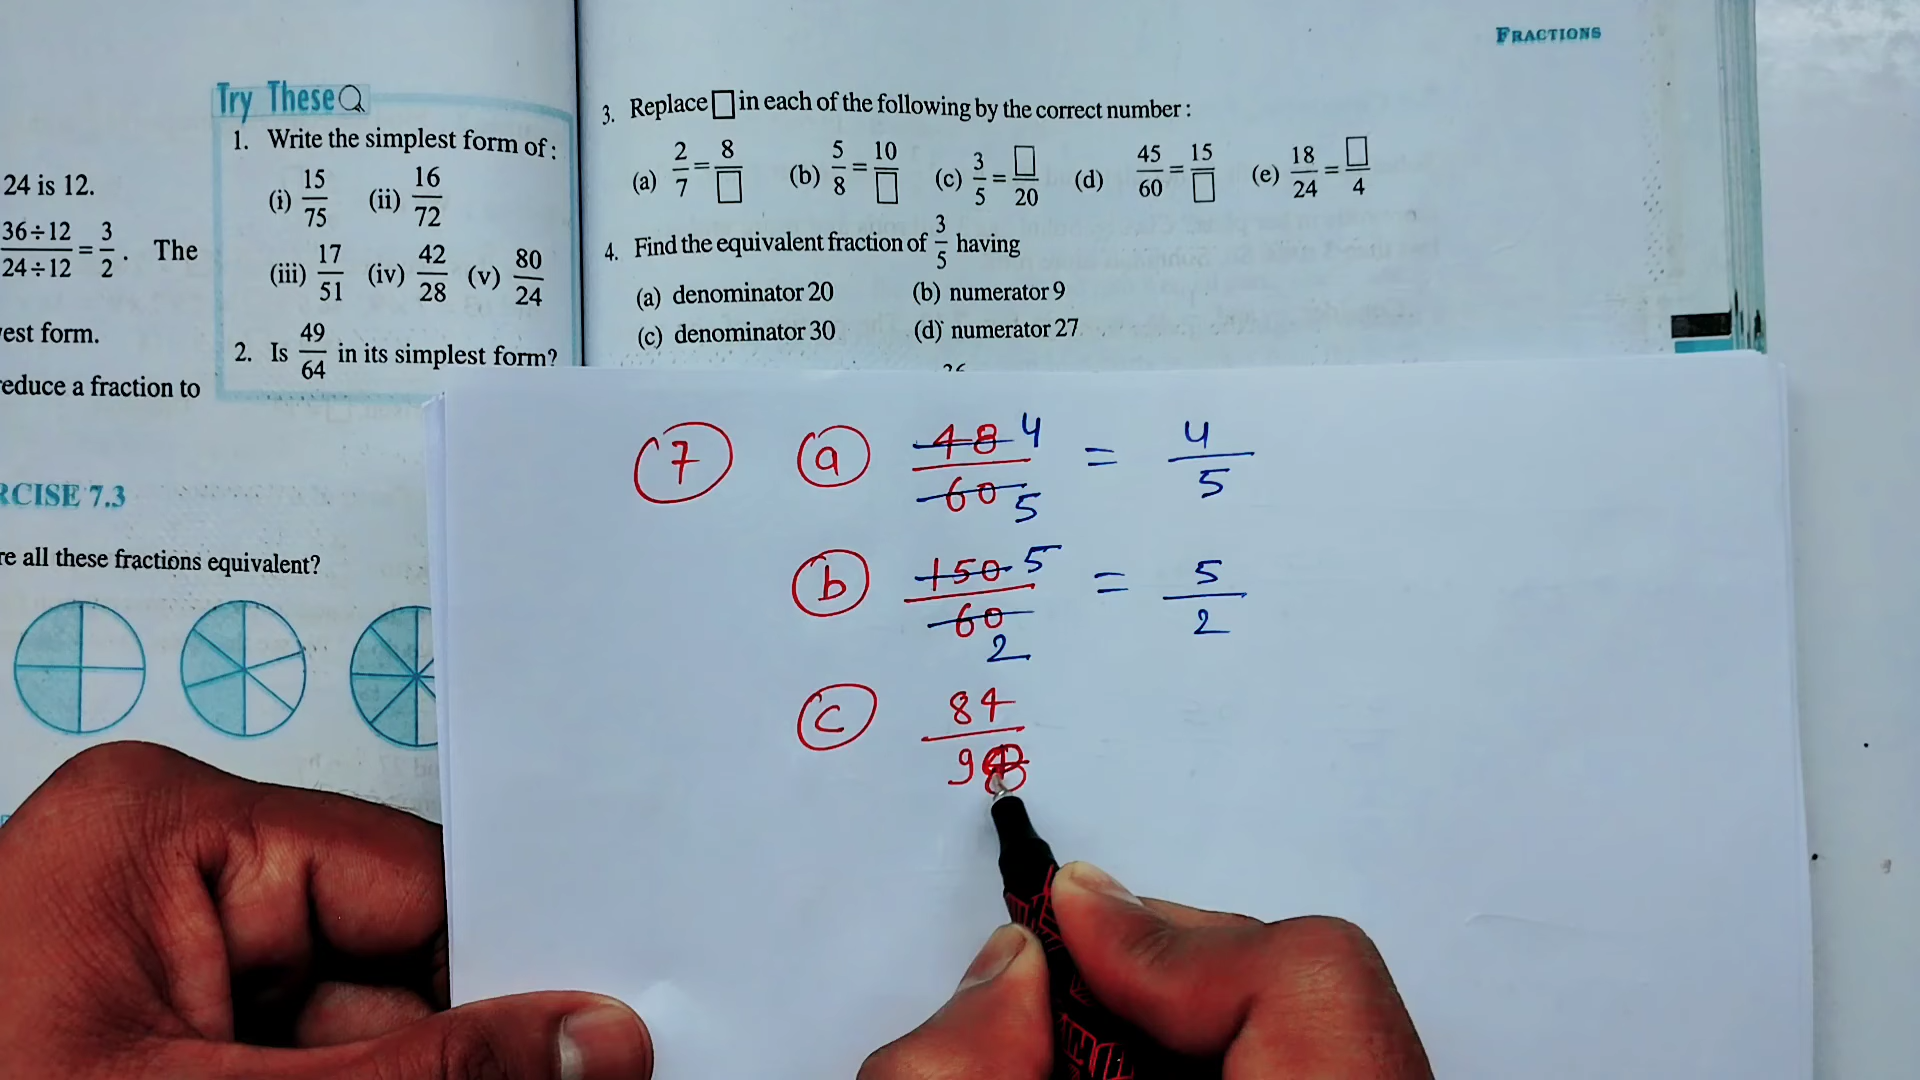 FRACTIONS
Try These
1. Write the simplest form of :
(i) 15/75 (ii) 16/72
(iii) 17/51 (iv) 42/28 (v) 80/24
2. Is 49/64 in its simplest form?
24 is 12.
36÷12/24÷12 = 3/2 . The
est form.
reduce a fraction to
RCISE 7.3
re all these fractions equivalent?
3. Replace □ in each of the following by the correct number :
(a) 2/7 = 8/□ (b) 5/8 = 10/□ (c) 3/5 = □/20 (d) 45/60 = 15/□ (e) 18/24 = □/4
4. Find the equivalent fraction of 3/5 having
(a) denominator 20 (b) numerator 9
(c) denominator 30 (d) numerator 27
7 a 48/60 4/5 = 4/5
b 150/60 5/2 = 5/2
c 84/9